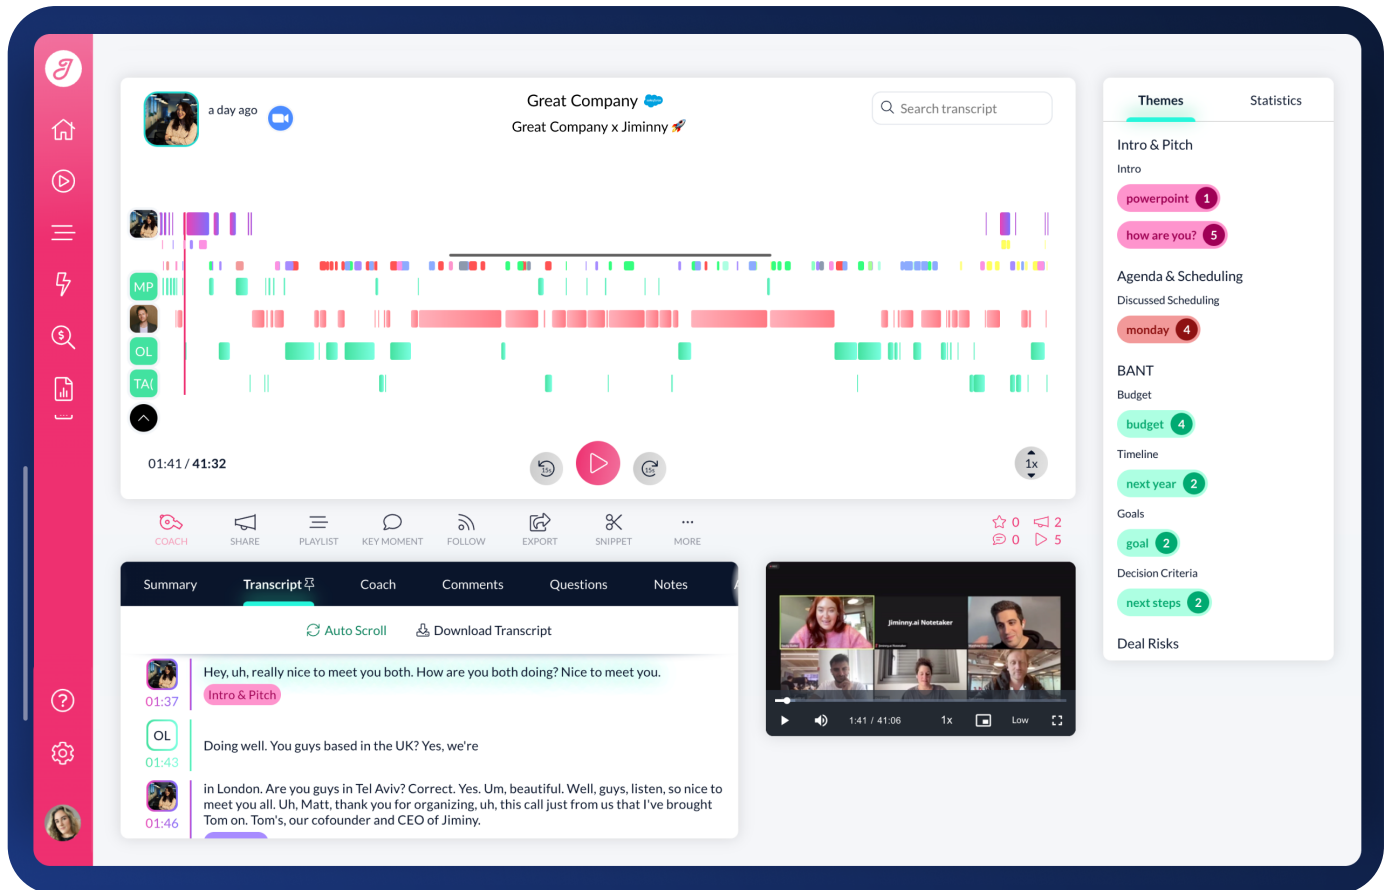 a day ago
Great Company
Great Company x Jiminny 🚀
Search transcript
MP
OL
TA(
01:41 / 41:32
15s
15s
1x
COACH
SHARE
PLAYLIST
KEY MOMENT
FOLLOW
EXPORT
SNIPPET
MORE
0 2
0 5
Summary
Transcript
Coach
Comments
Questions
Notes
Auto Scroll
Download Transcript
01:37
Hey, uh, really nice to meet you both. How are you both doing? Nice to meet you.
Intro & Pitch
OL
01:43
Doing well. You guys based in the UK? Yes, we're
01:46
in London. Are you guys in Tel Aviv? Correct. Yes. Um, beautiful. Well, guys, listen, so nice to
meet you all. Uh, Matt, thank you for organizing, uh, this call just from us that I've brought
Tom on. Tom's, our cofounder and CEO of Jiminy.
Jiminny.ai Notetaker
1:41 / 41:06
1x
Low
Themes
Statistics
Intro & Pitch
Intro
powerpoint 1
how are you? 5
Agenda & Scheduling
Discussed Scheduling
monday 4
BANT
Budget
budget 4
Timeline
next year 2
Goals
goal 2
Decision Criteria
next steps 2
Deal Risks